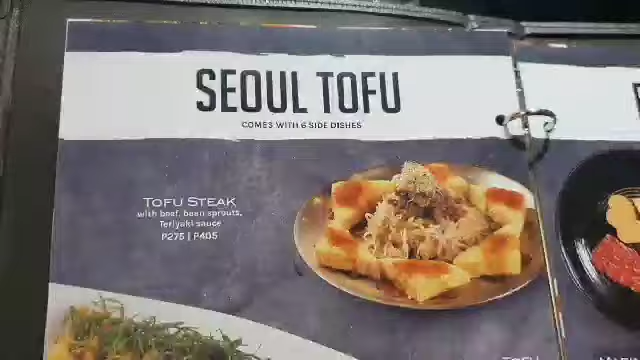 SEOUL TOFU
COMES WITH 6 SIDE DISHES
TOFU STEAK
with beef, bean sprouts,
Teriyaki sauce
P275 | P405